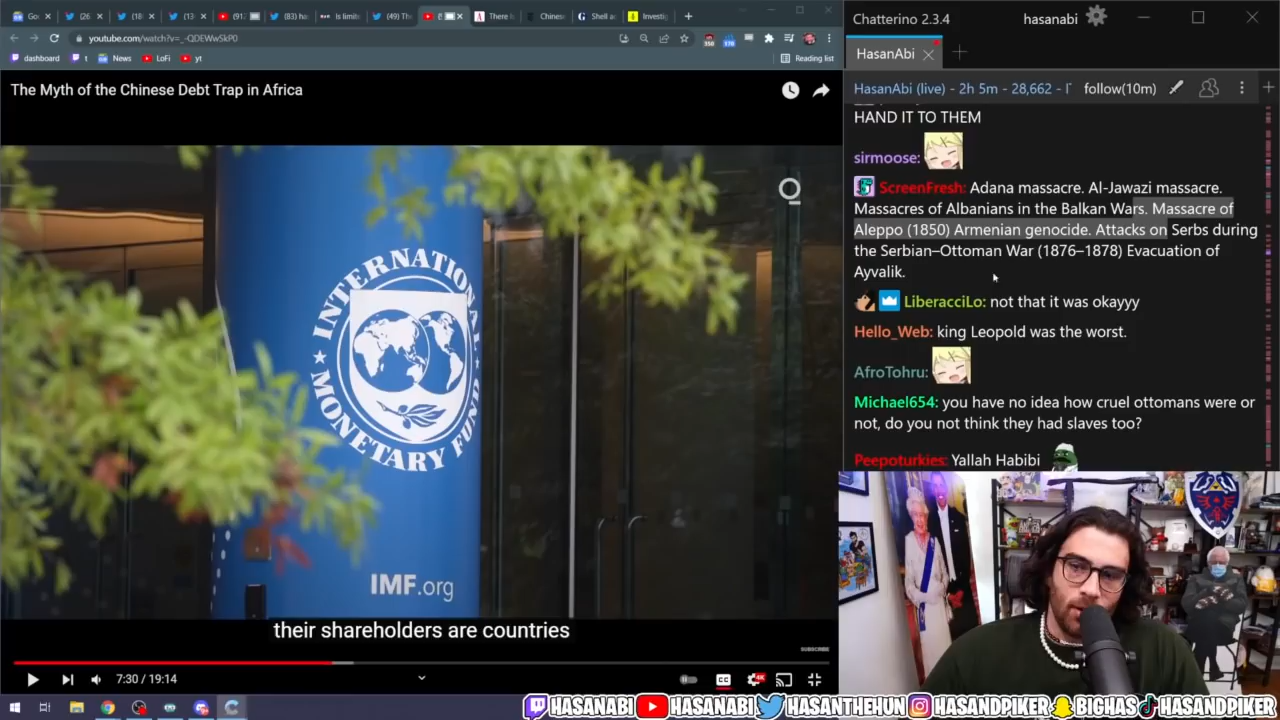 Chatterino 2.3.4
hasanabi
youtube.com/watch?v=_-QDEWwSkP0
HasanAbi
dashboard
t
News
LoFi
yt
Reading list
HasanAbi (live) - 2h 5m - 28,662 -
follow(10m)
The Myth of the Chinese Debt Trap in Africa
HAND IT TO THEM
sirmoose:
ScreenFresh: Adana massacre. Al-Jawazi massacre.
Massacres of Albanians in the Balkan Wars. Massacre of
Aleppo (1850) Armenian genocide. Attacks on Serbs during
the Serbian–Ottoman War (1876–1878) Evacuation of
Ayvalik.
LiberacciLo: not that it was okayyy
Hello_Web: king Leopold was the worst.
AfroTohru:
Michael654: you have no idea how cruel ottomans were or
not, do you not think they had slaves too?
Peepoturkies: Yallah Habibi
INTERNATIONAL
MONETARY FUND
IMF.org
their shareholders are countries
SUBSCRIBE
7:30 / 19:14
CC
4K
HASANABI
HASANABI
HASANTHEHUN
HASANDPIKER
BIGHAS
HASANDPIKER